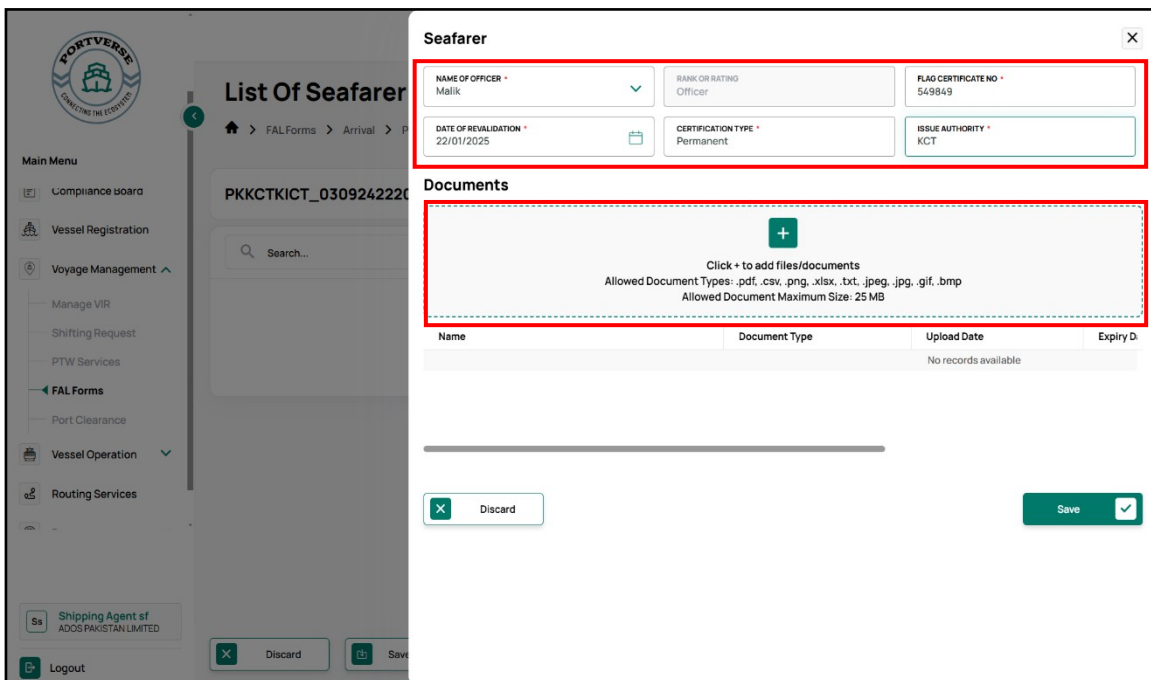 PORTVERSE
CONNECTING THE ECOSYSTEM
Main Menu
Compliance Board
Vessel Registration
Voyage Management
Manage VIR
Shifting Request
PTW Services
FAL Forms
Port Clearance
Vessel Operation
Routing Services
Ss
Shipping Agent sf
ADOS PAKISTAN LIMITED
Logout
List Of Seafarer
> FAL Forms > Arrival > P
PKKCTKICT_0309242220
Search...
Discard
Save
Seafarer
NAME OF OFFICER *
Malik
RANK OR RATING
Officer
FLAG CERTIFICATE NO *
549849
DATE OF REVALIDATION *
22/01/2025
CERTIFICATION TYPE *
Permanent
ISSUE AUTHORITY *
KCT
Documents
Click + to add files/documents
Allowed Document Types: .pdf, .csv, .png, .xlsx, .txt, .jpeg, .jpg, .gif, .bmp
Allowed Document Maximum Size: 25 MB
Name Document Type Upload Date Expiry D
No records available
Discard
Save